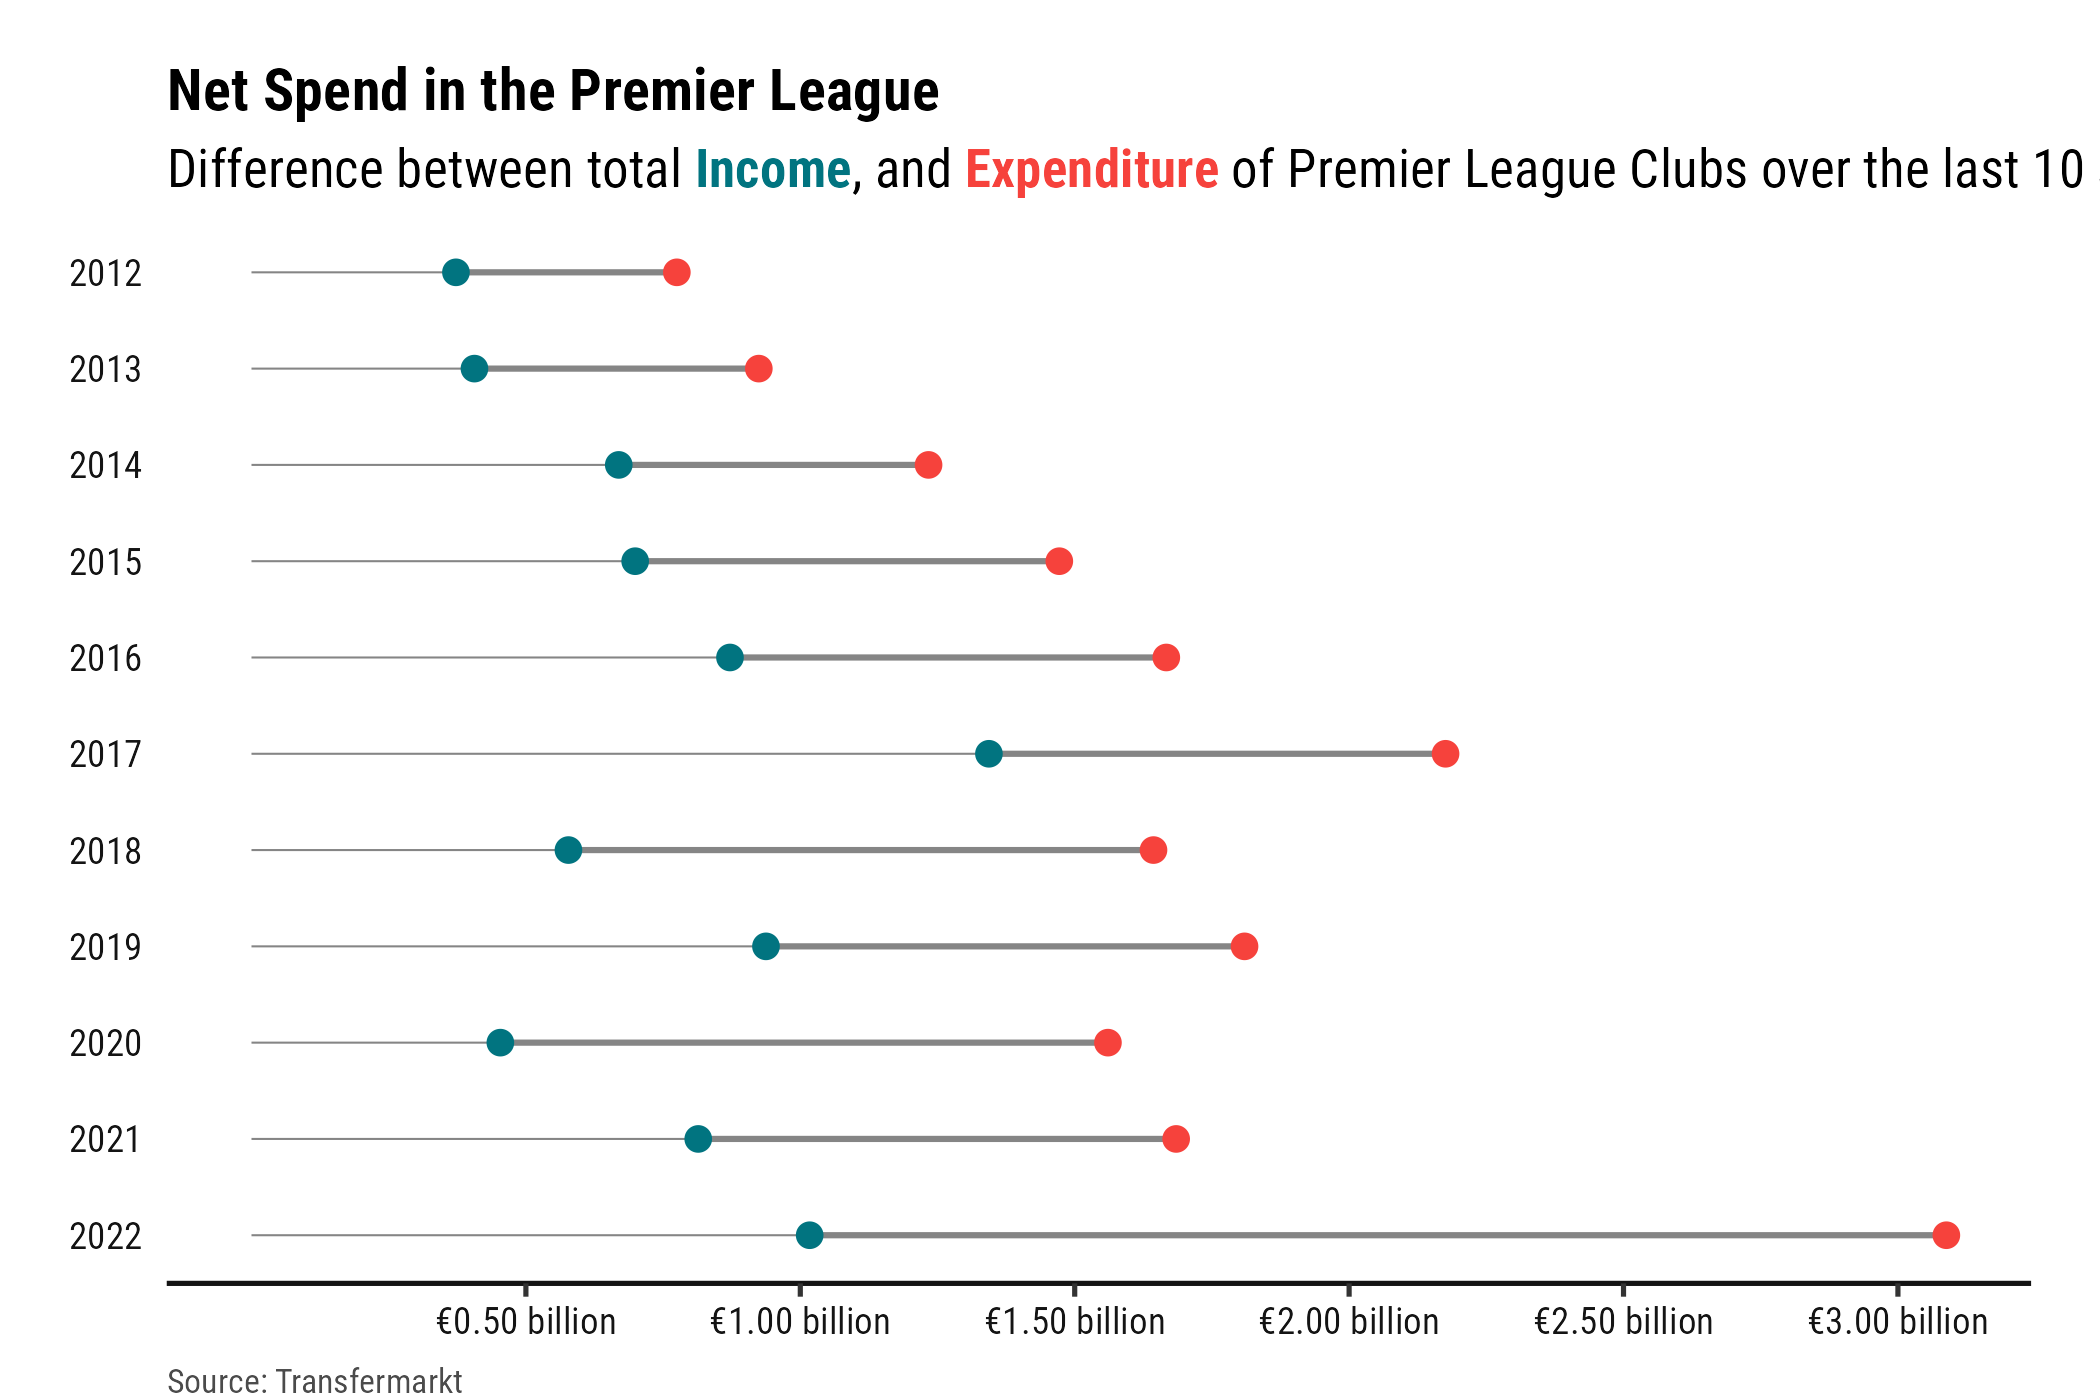 Net Spend in the Premier League
Difference between total Income, and Expenditure of Premier League Clubs over the last 10
2012
2013
2014
2015
2016
2017
2018
2019
2020
2021
2022
€0.50 billion €1.00 billion €1.50 billion €2.00 billion €2.50 billion €3.00 billion
Source: Transfermarkt